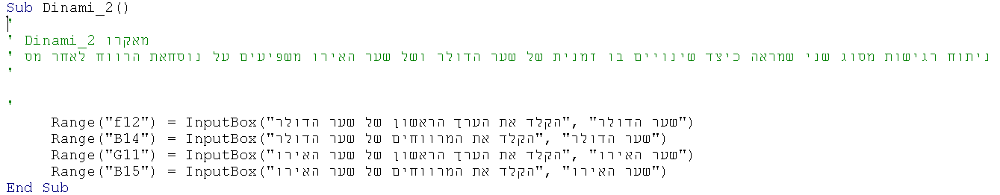 Sub Dinami_2()
'
' Dinami_2 מאקרו
' ניתוח רגישות מסוג שני שמראה כיצד שינויים בו זמנית של שער הדולר ושל שער האירו משפיעים על נוסחאת הרווח לאחר מס
'
'
Range("f12") = InputBox("הקלד את הערך הראשון של שער הדולר", "שער הדולר")
Range("B14") = InputBox("הקלד את המרווחים של שער הדולר", "שער הדולר")
Range("G11") = InputBox("הקלד את הערך הראשון של שער האירו", "שער האירו")
Range("B15") = InputBox("הקלד את המרווחים של שער האירו", "שער האירו")
End Sub